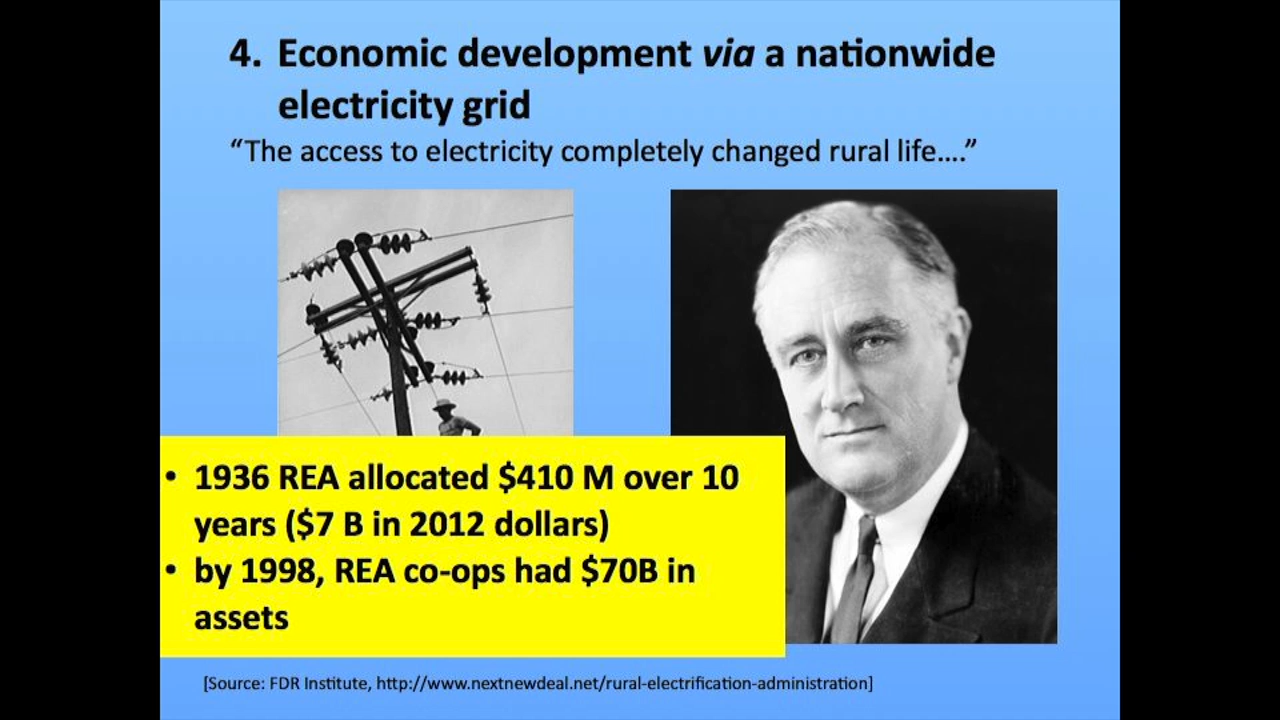 4. Economic development via a nationwide
electricity grid
“The access to electricity completely changed rural life....”
• 1936 REA allocated $410 M over 10
years ($7 B in 2012 dollars)
• by 1998, REA co-ops had $70B in
assets
[Source: FDR Institute, http://www.nextnewdeal.net/rural-electrification-administration]